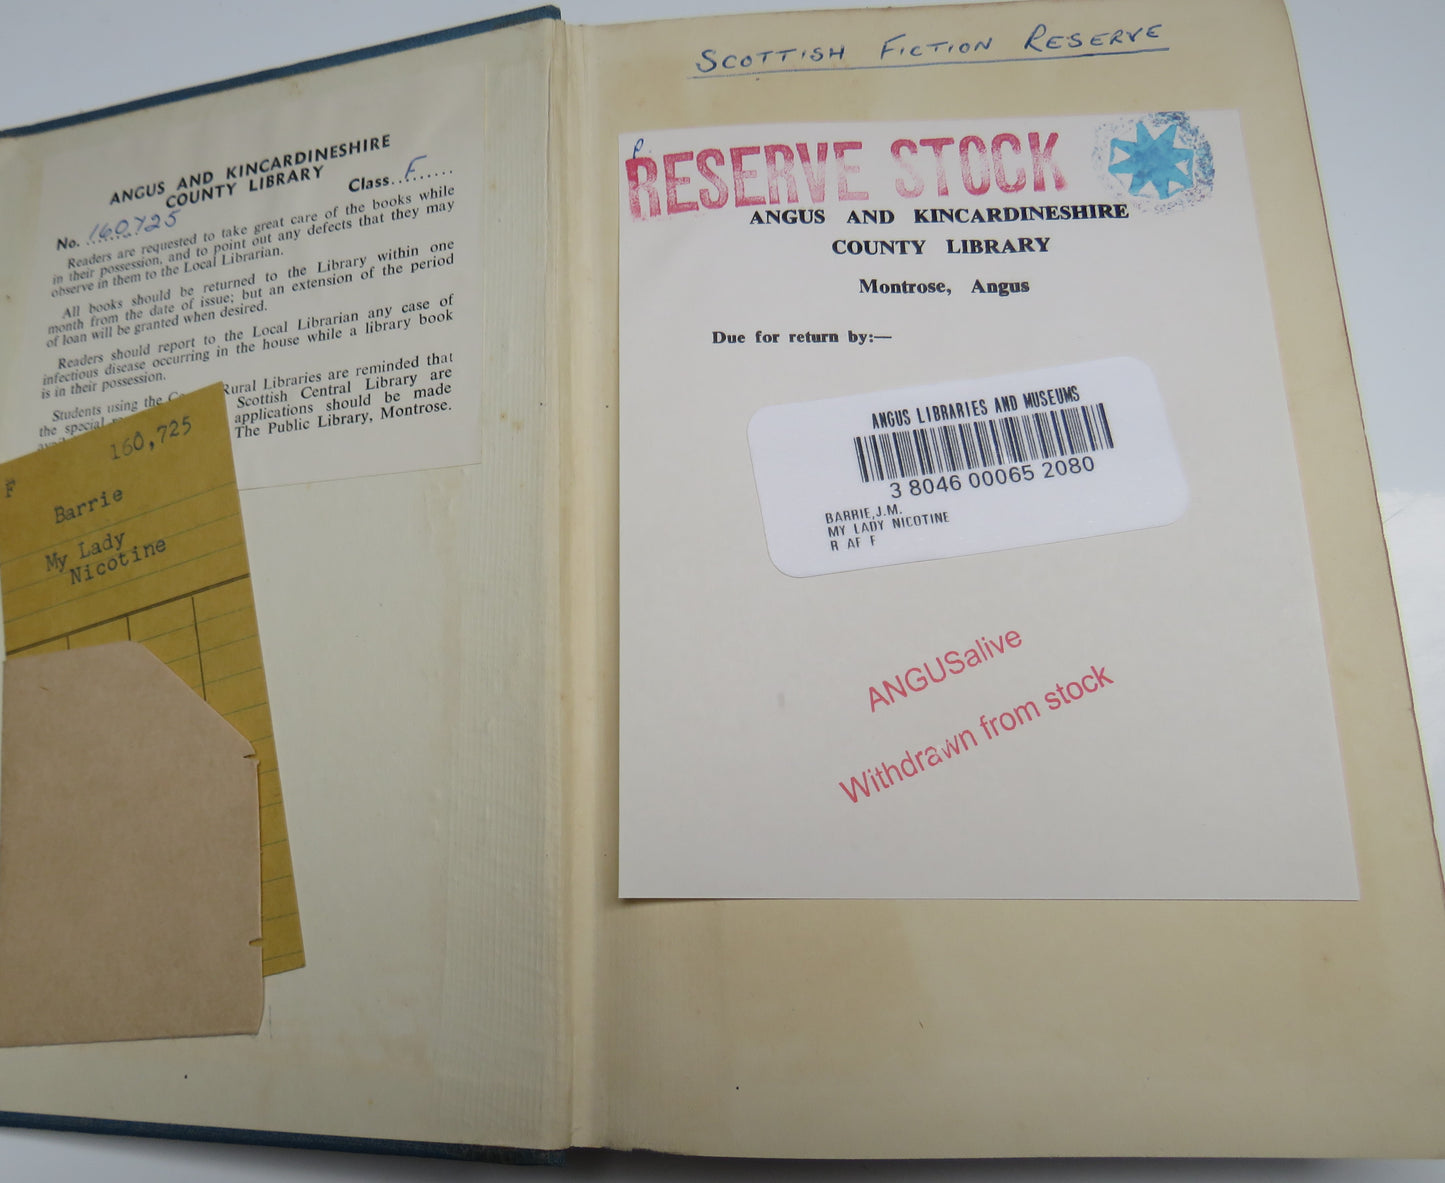 ANGUS AND KINCARDINESHIRE
COUNTY LIBRARY
Class.. F ......
No. 160,725
Readers are requested to take great care of the books while
in their possession, and to point out any defects that they may
observe in them to the Local Librarian.
All books should be returned to the Library within one
month from the date of issue; but an extension of the period
of loan will be granted when desired.
Readers should report to the Local Librarian any case of
infectious disease occurring in the house while a library book
is in their possession.
Students using the Rural Libraries are reminded that
the special Scottish Central Library are
applications should be made
The Public Library, Montrose.
F 160,725
Barrie
My Lady
Nicotine
SCOTTISH FICTION RESERVE
RESERVE STOCK
ANGUS AND KINCARDINESHIRE
COUNTY LIBRARY
Montrose, Angus
Due for return by:—
ANGUS LIBRARIES AND MUSEUMS
3 8046 00065 2080
BARRIE,J.M.
MY LADY NICOTINE
R AF F
ANGUSalive
Withdrawn from stock